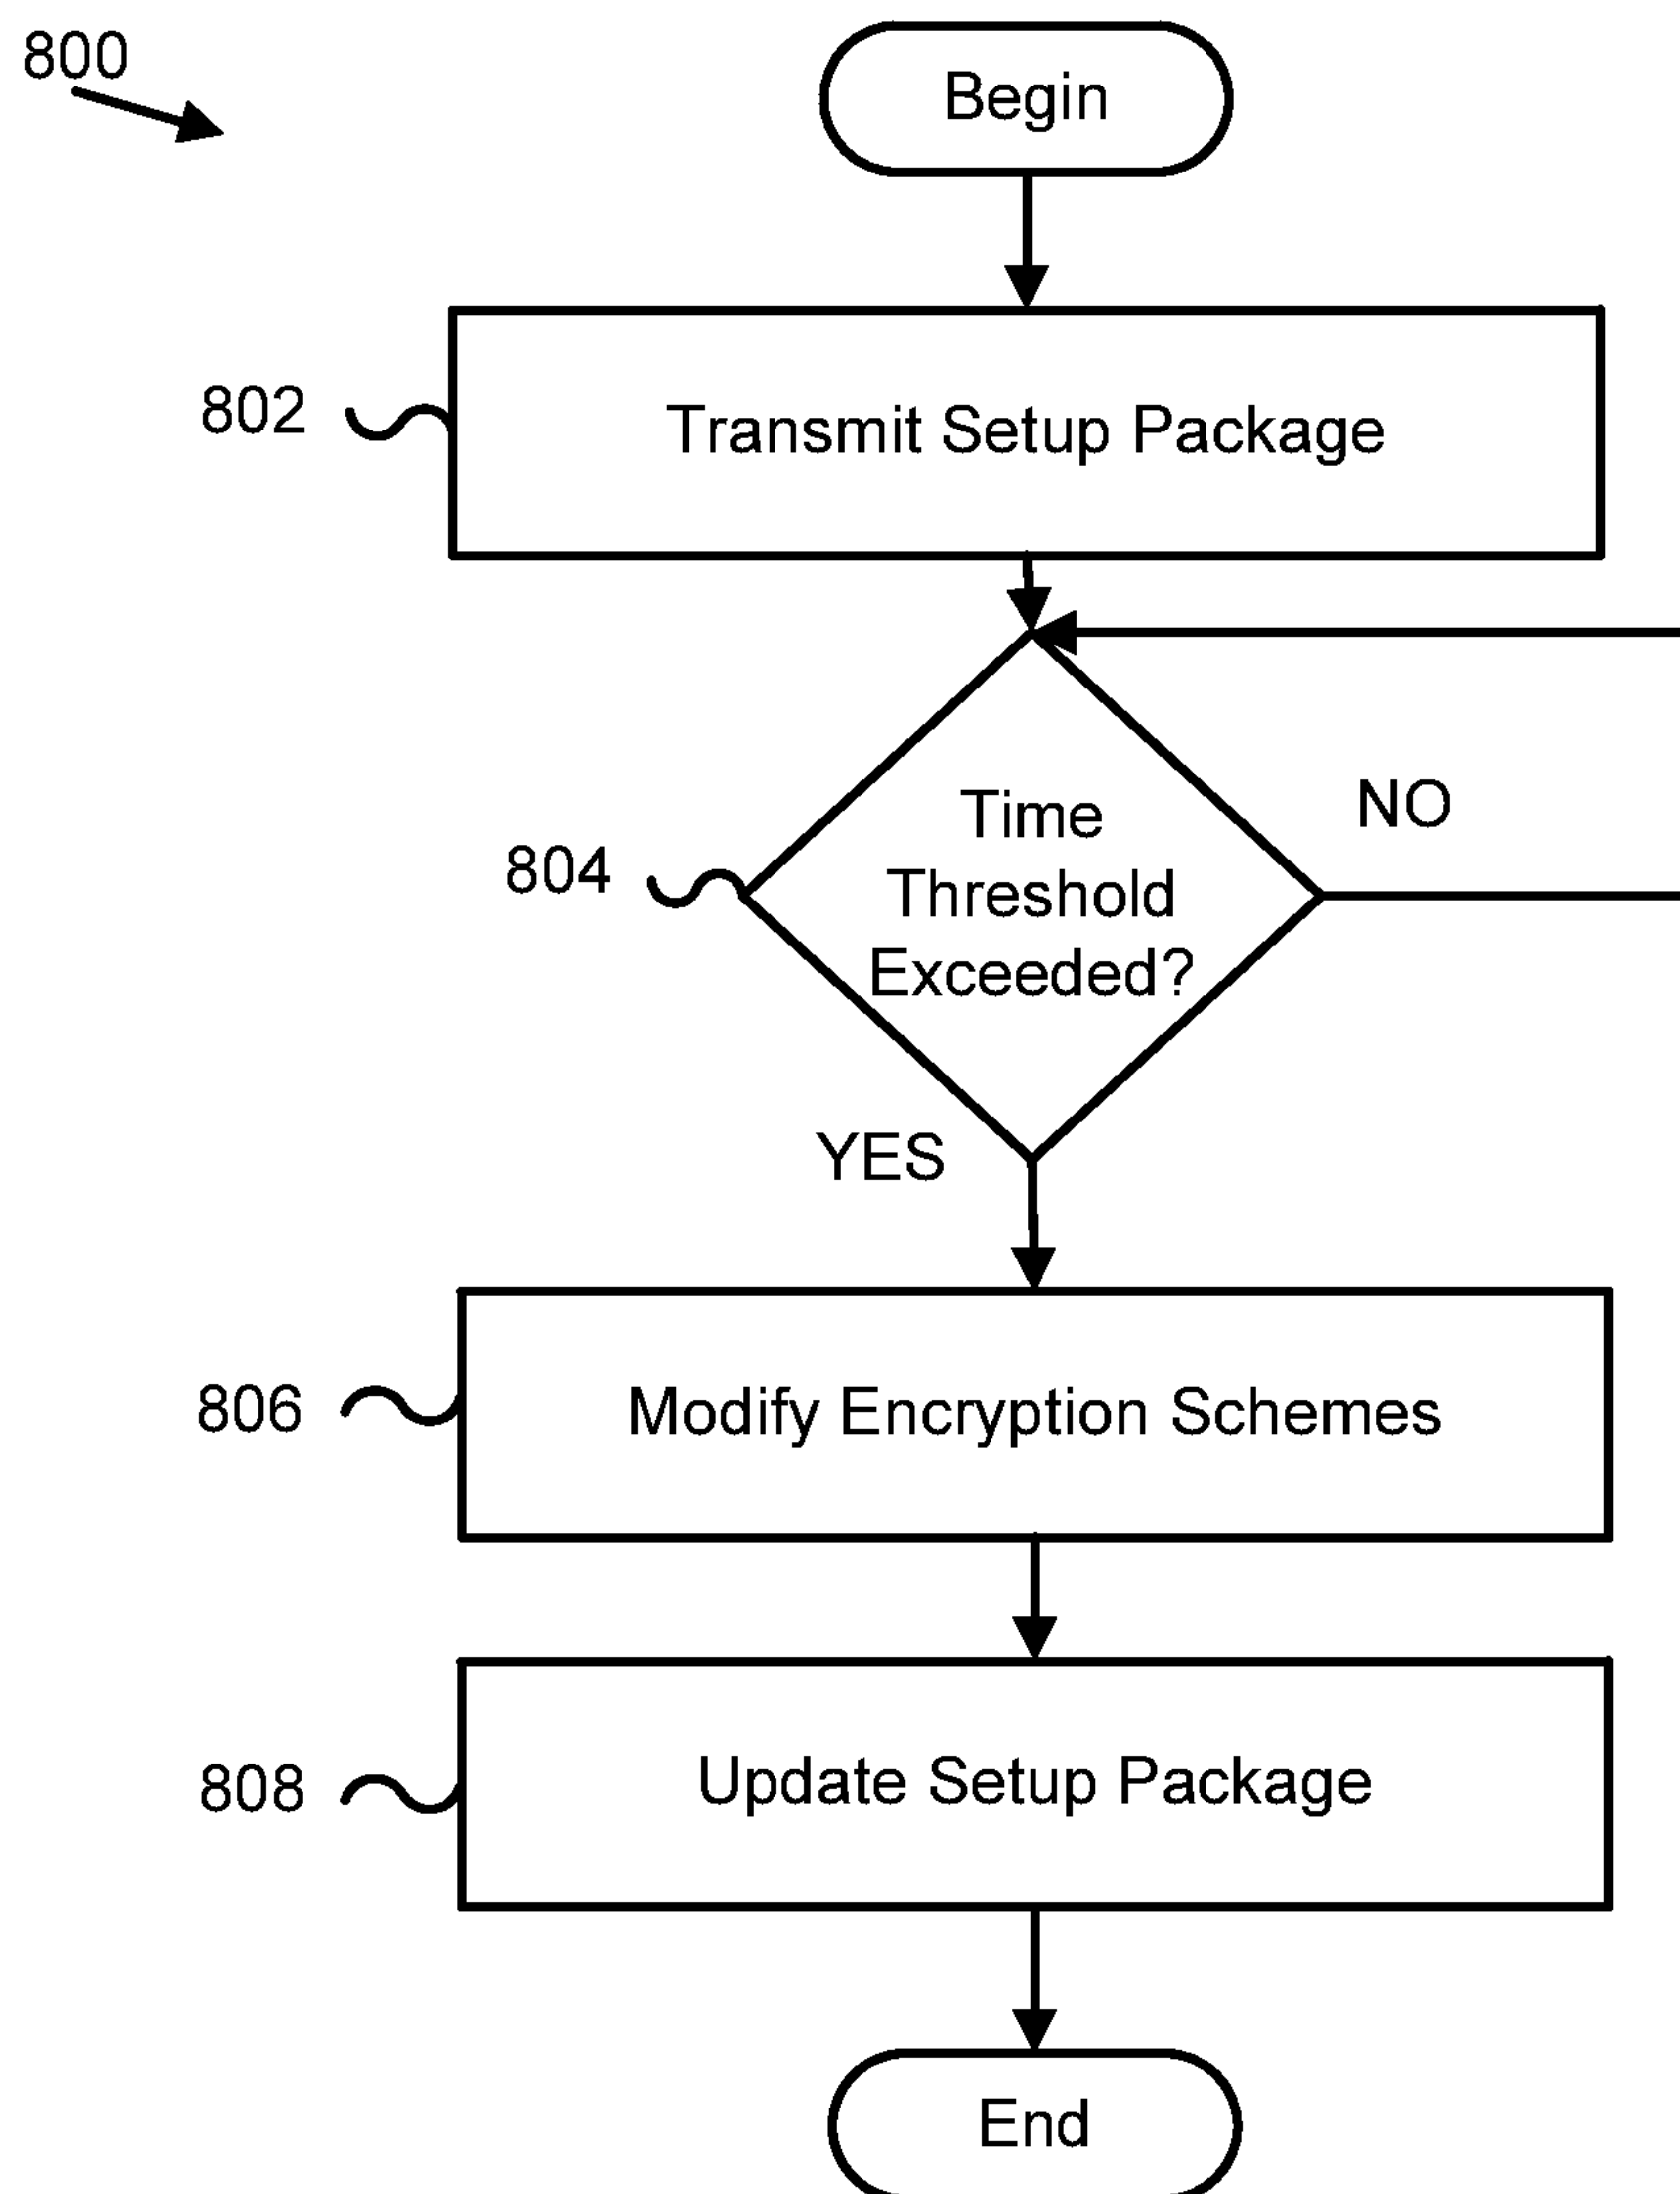 800
Begin
802
Transmit Setup Package
Time
Threshold
Exceeded?
804
NO
YES
806
Modify Encryption Schemes
808
Update Setup Package
End